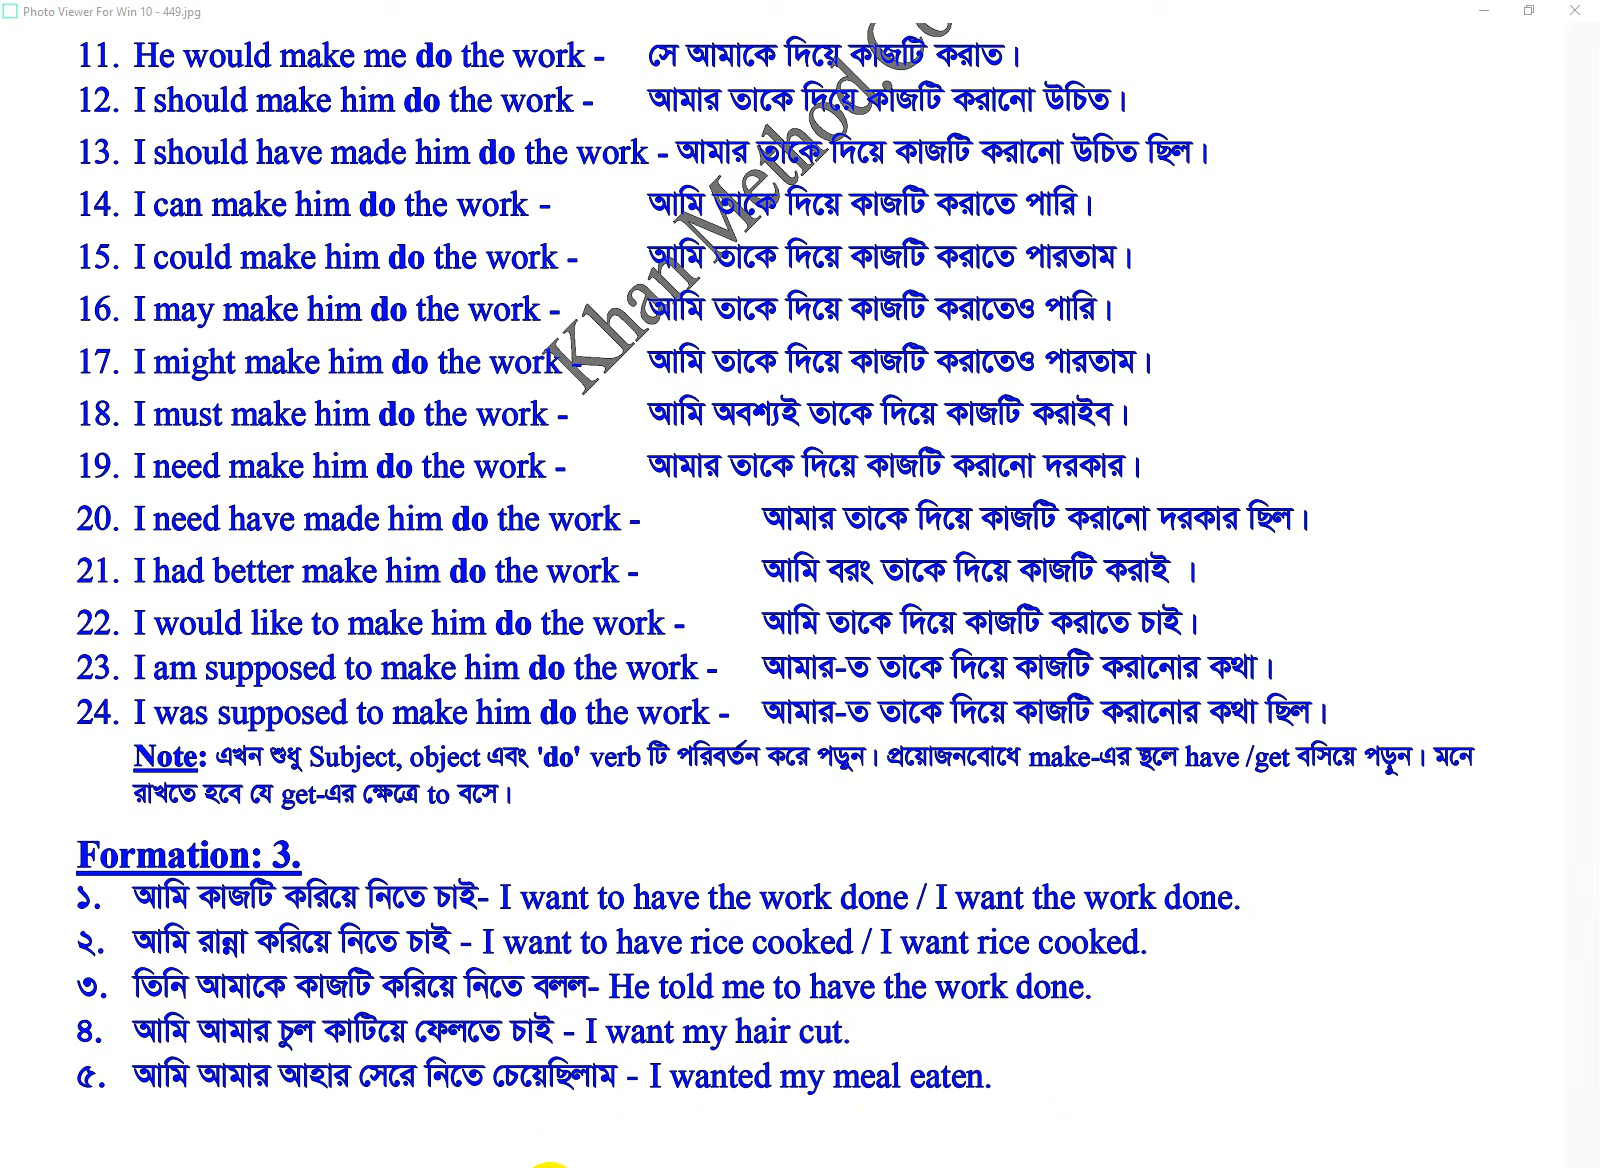 Photo Viewer For Win 10 - 449.jpg
11. He would make me do the work - সে আমাকে দিয়ে কাজটি করাত।
12. I should make him do the work - আমার তাকে দিয়ে কাজটি করানো উচিত।
13. I should have made him do the work - আমার তাকে দিয়ে কাজটি করানো উচিত ছিল।
14. I can make him do the work - আমি তাকে দিয়ে কাজটি করাতে পারি।
15. I could make him do the work - আমি তাকে দিয়ে কাজটি করাতে পারতাম।
16. I may make him do the work - আমি তাকে দিয়ে কাজটি করাতেও পারি।
17. I might make him do the work - আমি তাকে দিয়ে কাজটি করাতেও পারতাম।
18. I must make him do the work - আমি অবশ্যই তাকে দিয়ে কাজটি করাইব।
19. I need make him do the work - আমার তাকে দিয়ে কাজটি করানো দরকার।
20. I need have made him do the work - আমার তাকে দিয়ে কাজটি করানো দরকার ছিল।
21. I had better make him do the work - আমি বরং তাকে দিয়ে কাজটি করাই ।
22. I would like to make him do the work - আমি তাকে দিয়ে কাজটি করাতে চাই।
23. I am supposed to make him do the work - আমার-ত তাকে দিয়ে কাজটি করানোর কথা।
24. I was supposed to make him do the work - আমার-ত তাকে দিয়ে কাজটি করানোর কথা ছিল।
Note: এখন শুধু Subject, object এবং 'do' verb টি পরিবর্তন করে পড়ুন। প্রয়োজনবোধে make-এর স্থলে have /get বসিয়ে পড়ুন। মনে
রাখতে হবে যে get-এর ক্ষেত্রে to বসে।
Formation: 3.
১. আমি কাজটি করিয়ে নিতে চাই- I want to have the work done / I want the work done.
২. আমি রান্না করিয়ে নিতে চাই - I want to have rice cooked / I want rice cooked.
৩. তিনি আমাকে কাজটি করিয়ে নিতে বলল- He told me to have the work done.
৪. আমি আমার চুল কাটিয়ে ফেলতে চাই - I want my hair cut.
৫. আমি আমার আহার সেরে নিতে চেয়েছিলাম - I wanted my meal eaten.
Khan Method.Co